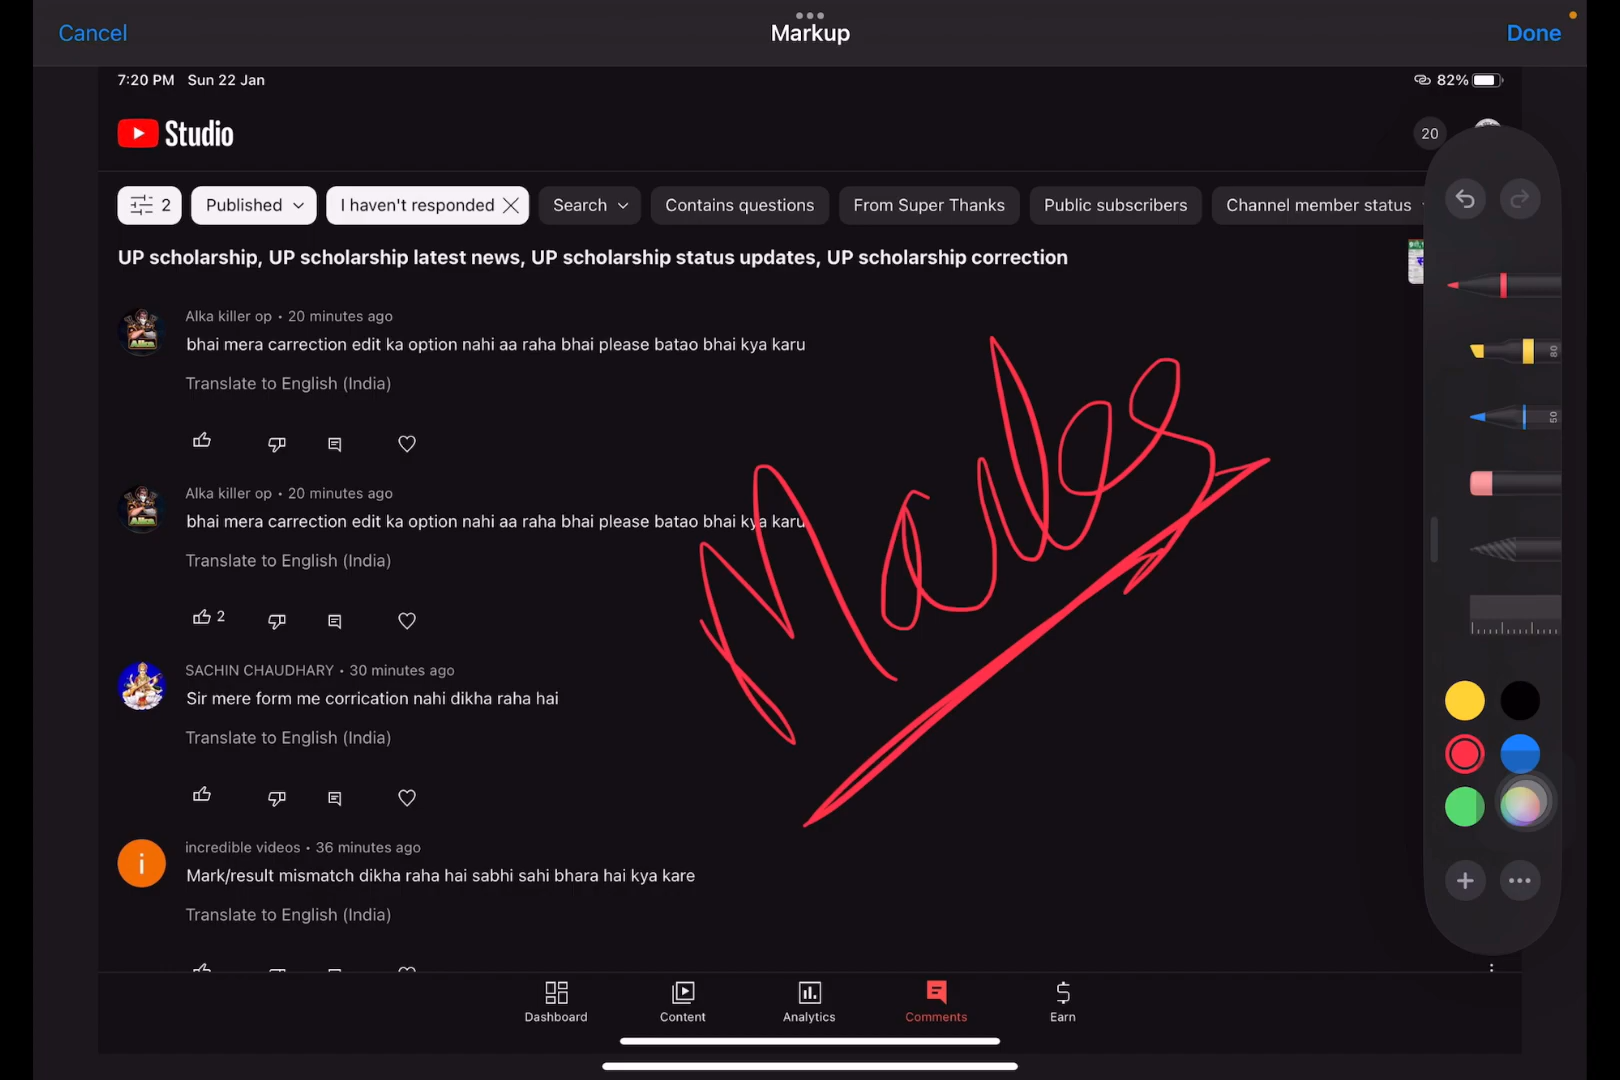 Cancel
Markup
Done
7:20 PM Sun 22 Jan
82%
Studio
20
2 Published I haven't responded Search Contains questions From Super Thanks Public subscribers Channel member status
UP scholarship, UP scholarship latest news, UP scholarship status updates, UP scholarship correction
Alka killer op • 20 minutes ago
bhai mera carrection edit ka option nahi aa raha bhai please batao bhai kya karu
Translate to English (India)
Alka killer op • 20 minutes ago
bhai mera carrection edit ka option nahi aa raha bhai please batao bhai kya karu
Translate to English (India)
2
SACHIN CHAUDHARY • 30 minutes ago
Sir mere form me corrication nahi dikha raha hai
Translate to English (India)
i
incredible videos • 36 minutes ago
Mark/result mismatch dikha raha hai sabhi sahi bhara hai kya kare
Translate to English (India)
80
50
Dashboard Content Analytics Comments Earn